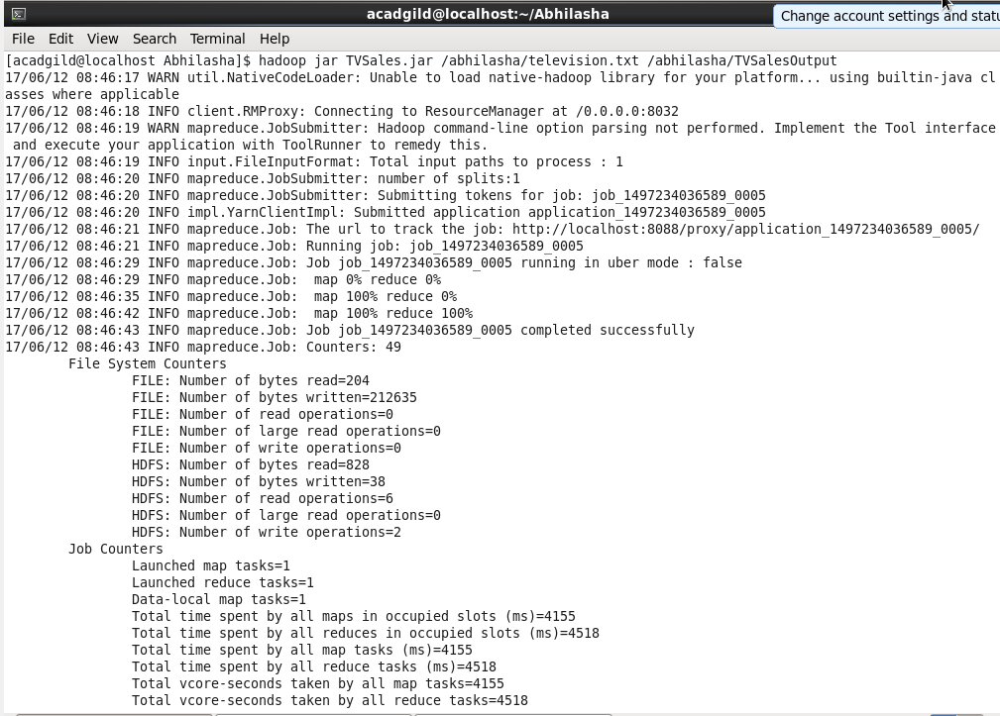 acadgild@localhost:~/Abhilasha
Change account settings and statu
File Edit View Search Terminal Help
[acadgild@localhost Abhilasha]$ hadoop jar TVSales.jar /abhilasha/television.txt /abhilasha/TVSalesOutput
17/06/12 08:46:17 WARN util.NativeCodeLoader: Unable to load native-hadoop library for your platform... using builtin-java cl
asses where applicable
17/06/12 08:46:18 INFO client.RMProxy: Connecting to ResourceManager at /0.0.0.0:8032
17/06/12 08:46:19 WARN mapreduce.JobSubmitter: Hadoop command-line option parsing not performed. Implement the Tool interface
 and execute your application with ToolRunner to remedy this.
17/06/12 08:46:19 INFO input.FileInputFormat: Total input paths to process : 1
17/06/12 08:46:20 INFO mapreduce.JobSubmitter: number of splits:1
17/06/12 08:46:20 INFO mapreduce.JobSubmitter: Submitting tokens for job: job_1497234036589_0005
17/06/12 08:46:20 INFO impl.YarnClientImpl: Submitted application application_1497234036589_0005
17/06/12 08:46:21 INFO mapreduce.Job: The url to track the job: http://localhost:8088/proxy/application_1497234036589_0005/
17/06/12 08:46:21 INFO mapreduce.Job: Running job: job_1497234036589_0005
17/06/12 08:46:29 INFO mapreduce.Job: Job job_1497234036589_0005 running in uber mode : false
17/06/12 08:46:29 INFO mapreduce.Job:  map 0% reduce 0%
17/06/12 08:46:35 INFO mapreduce.Job:  map 100% reduce 0%
17/06/12 08:46:42 INFO mapreduce.Job:  map 100% reduce 100%
17/06/12 08:46:43 INFO mapreduce.Job: Job job_1497234036589_0005 completed successfully
17/06/12 08:46:43 INFO mapreduce.Job: Counters: 49
File System Counters
FILE: Number of bytes read=204
FILE: Number of bytes written=212635
FILE: Number of read operations=0
FILE: Number of large read operations=0
FILE: Number of write operations=0
HDFS: Number of bytes read=828
HDFS: Number of bytes written=38
HDFS: Number of read operations=6
HDFS: Number of large read operations=0
HDFS: Number of write operations=2
Job Counters
Launched map tasks=1
Launched reduce tasks=1
Data-local map tasks=1
Total time spent by all maps in occupied slots (ms)=4155
Total time spent by all reduces in occupied slots (ms)=4518
Total time spent by all map tasks (ms)=4155
Total time spent by all reduce tasks (ms)=4518
Total vcore-seconds taken by all map tasks=4155
Total vcore-seconds taken by all reduce tasks=4518